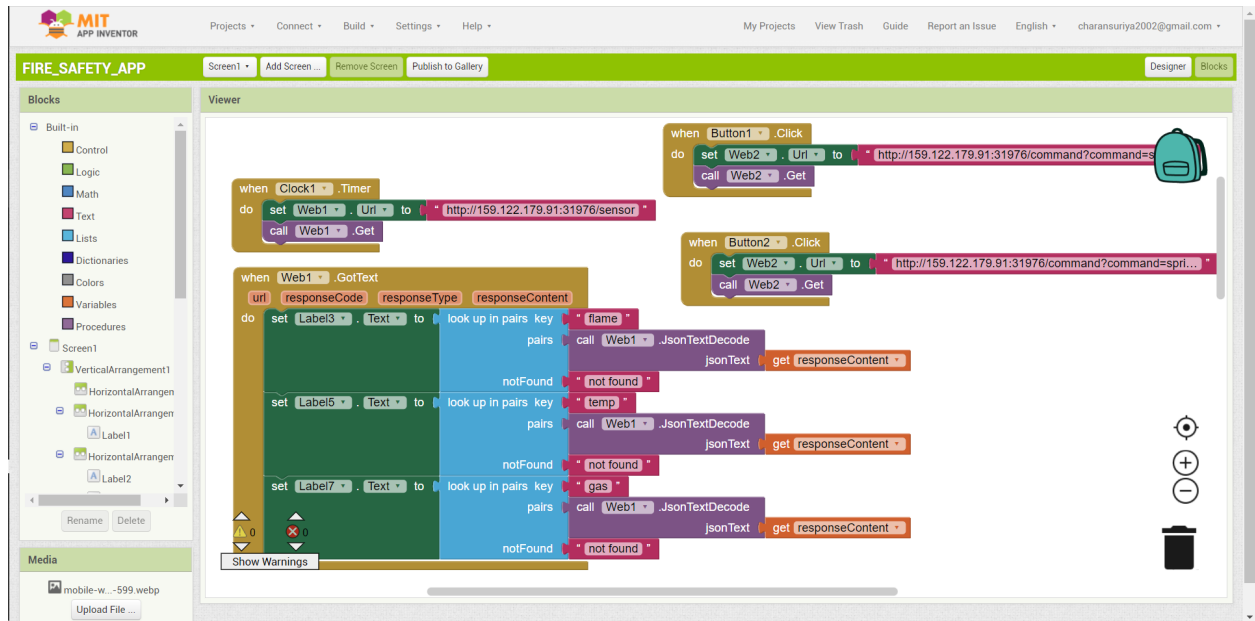 MIT
APP INVENTOR
Projects Connect Build Settings Help My Projects View Trash Guide Report an Issue English charansuriya2002@gmail.com
FIRE_SAFETY_APP Screen1 Add Screen ... Remove Screen Publish to Gallery Designer Blocks
Blocks
Built-in
Control
Logic
Math
Text
Lists
Dictionaries
Colors
Variables
Procedures
Screen1
VerticalArrangement1
HorizontalArrangem
HorizontalArrangem
Label1
HorizontalArrangem
Label2
Rename Delete
Media
mobile-w...-599.webp
Upload File ...
Viewer
when Button1 .Click
do set Web2 . Url to " http://159.122.179.91:31976/command?command=s
call Web2 .Get
when Clock1 .Timer
do set Web1 . Url to " http://159.122.179.91:31976/sensor "
call Web1 .Get
when Button2 .Click
do set Web2 . Url to " http://159.122.179.91:31976/command?command=spri... "
call Web2 .Get
when Web1 .GotText
url responseCode responseType responseContent
do set Label3 . Text to look up in pairs key " flame "
pairs call Web1 .JsonTextDecode
jsonText get responseContent
notFound " not found "
set Label5 . Text to look up in pairs key " temp "
pairs call Web1 .JsonTextDecode
jsonText get responseContent
notFound " not found "
set Label7 . Text to look up in pairs key " gas "
pairs call Web1 .JsonTextDecode
jsonText get responseContent
notFound " not found "
0 0
Show Warnings